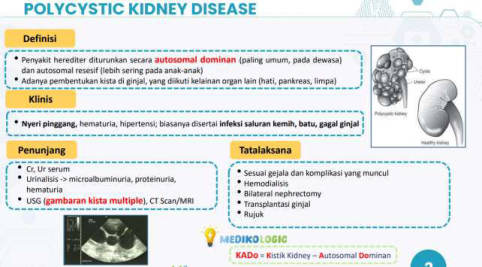 POLYCYSTIC KIDNEY DISEASE
Definisi
• Penyakit herediter diturunkan secara autosomal dominan (paling umum, pada dewasa)
dan autosomal resesif (lebih sering pada anak-anak)
• Adanya pembentukan kista di ginjal, yang diikuti kelainan organ lain (hati, pankreas, limpa)
Cysts
Ureter
Polycystic kidney
Healthy kidney
Klinis
• Nyeri pinggang, hematuria, hipertensi; biasanya disertai infeksi saluran kemih, batu, gagal ginjal
Penunjang
• Cr, Ur serum
• Urinalisis -> microalbuminuria, proteinuria,
hematuria
• USG (gambaran kista multiple), CT Scan/MRI
Tatalaksana
• Sesuai gejala dan komplikasi yang muncul
• Hemodialisis
• Bilateral nephrectomy
• Transplantasi ginjal
• Rujuk
MEDIKOLOGIC
KADo = Kistik Kidney – Autosomal Dominan